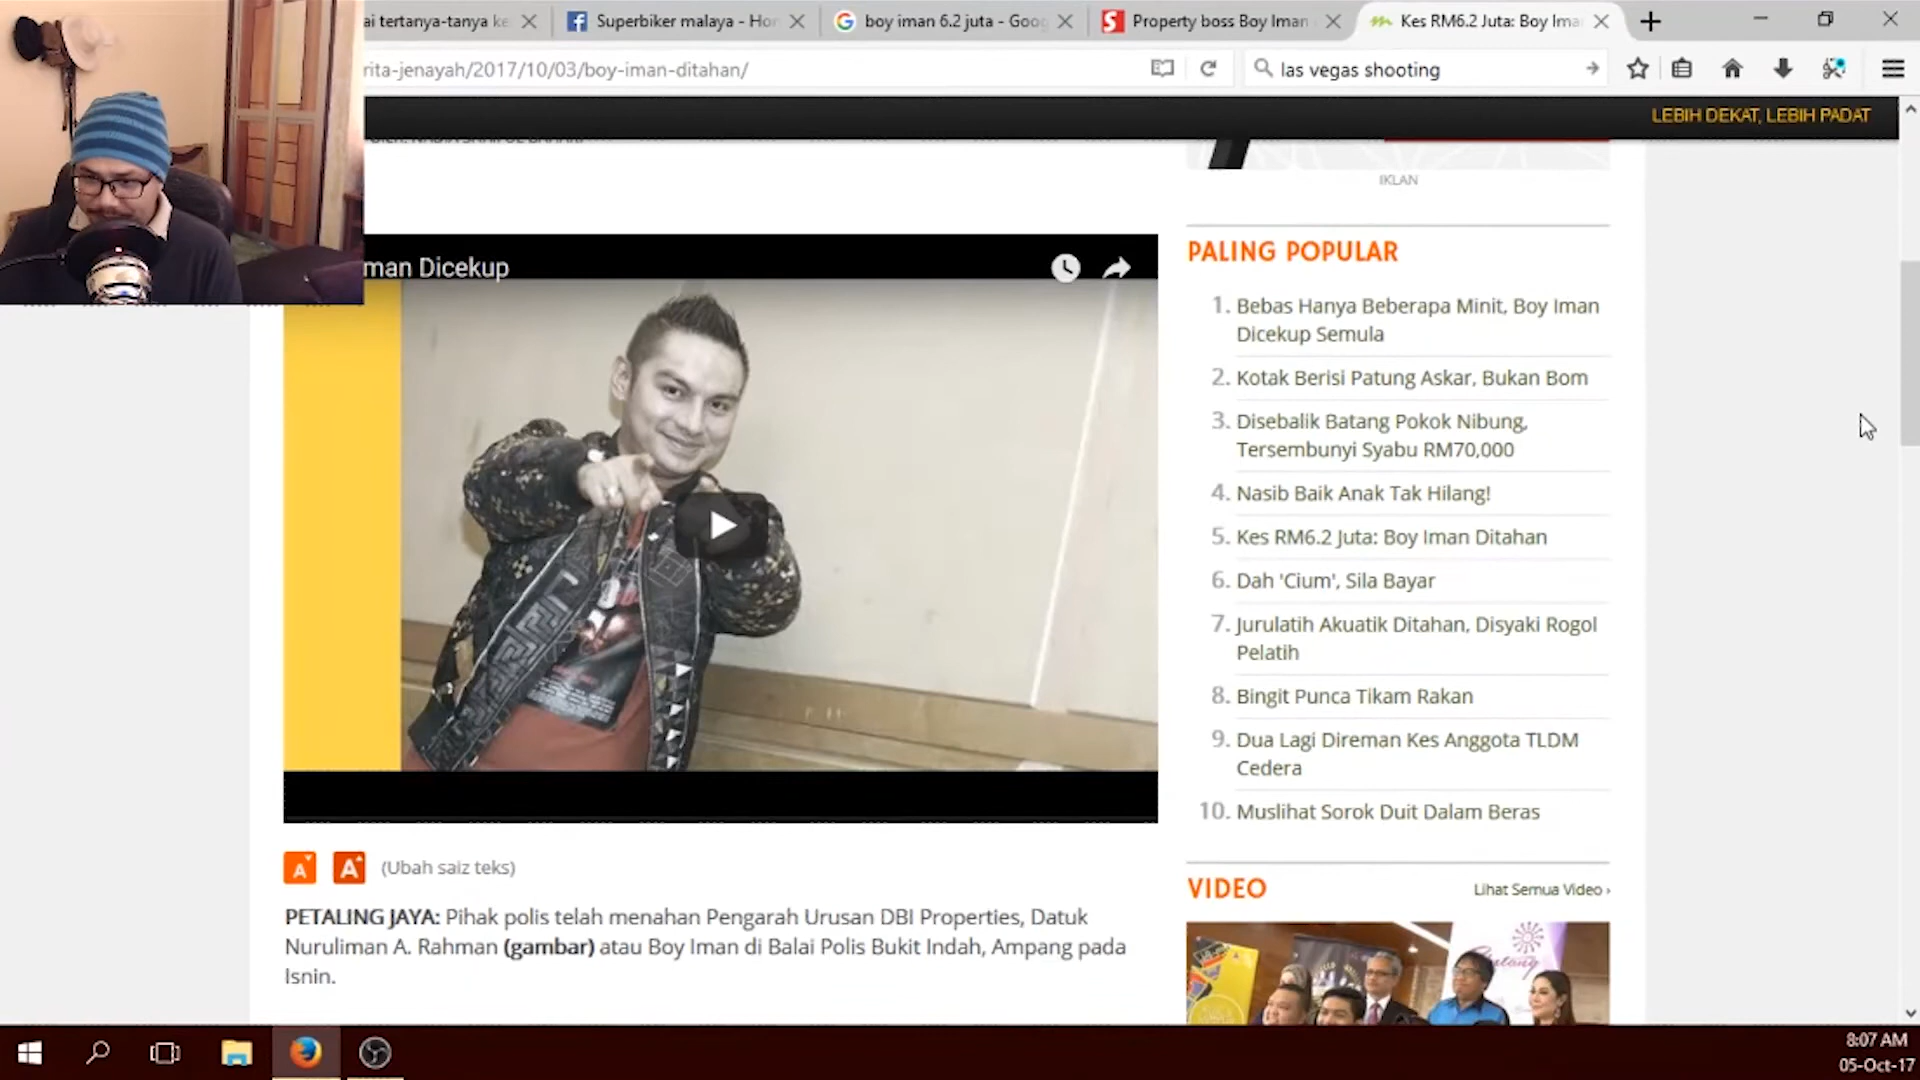 ai tertanya-tanya ke
Superbiker malaya - Hom
boy iman 6.2 juta - Goog
Property boss Boy Iman
Kes RM6.2 Juta: Boy Ima
rita-jenayah/2017/10/03/boy-iman-ditahan/
las vegas shooting
LEBIH DEKAT, LEBIH PADAT
IKLAN
man Dicekup
PALING POPULAR
1. Bebas Hanya Beberapa Minit, Boy Iman
Dicekup Semula
2. Kotak Berisi Patung Askar, Bukan Bom
3. Disebalik Batang Pokok Nibung,
Tersembunyi Syabu RM70,000
4. Nasib Baik Anak Tak Hilang!
5. Kes RM6.2 Juta: Boy Iman Ditahan
6. Dah 'Cium', Sila Bayar
7. Jurulatih Akuatik Ditahan, Disyaki Rogol
Pelatih
8. Bingit Punca Tikam Rakan
9. Dua Lagi Direman Kes Anggota TLDM
Cedera
10. Muslihat Sorok Duit Dalam Beras
A A (Ubah saiz teks)
PETALING JAYA: Pihak polis telah menahan Pengarah Urusan DBI Properties, Datuk
Nuruliman A. Rahman (gambar) atau Boy Iman di Balai Polis Bukit Indah, Ampang pada
Isnin.
VIDEO
Lihat Semua Video ›
8:07 AM
05-Oct-17